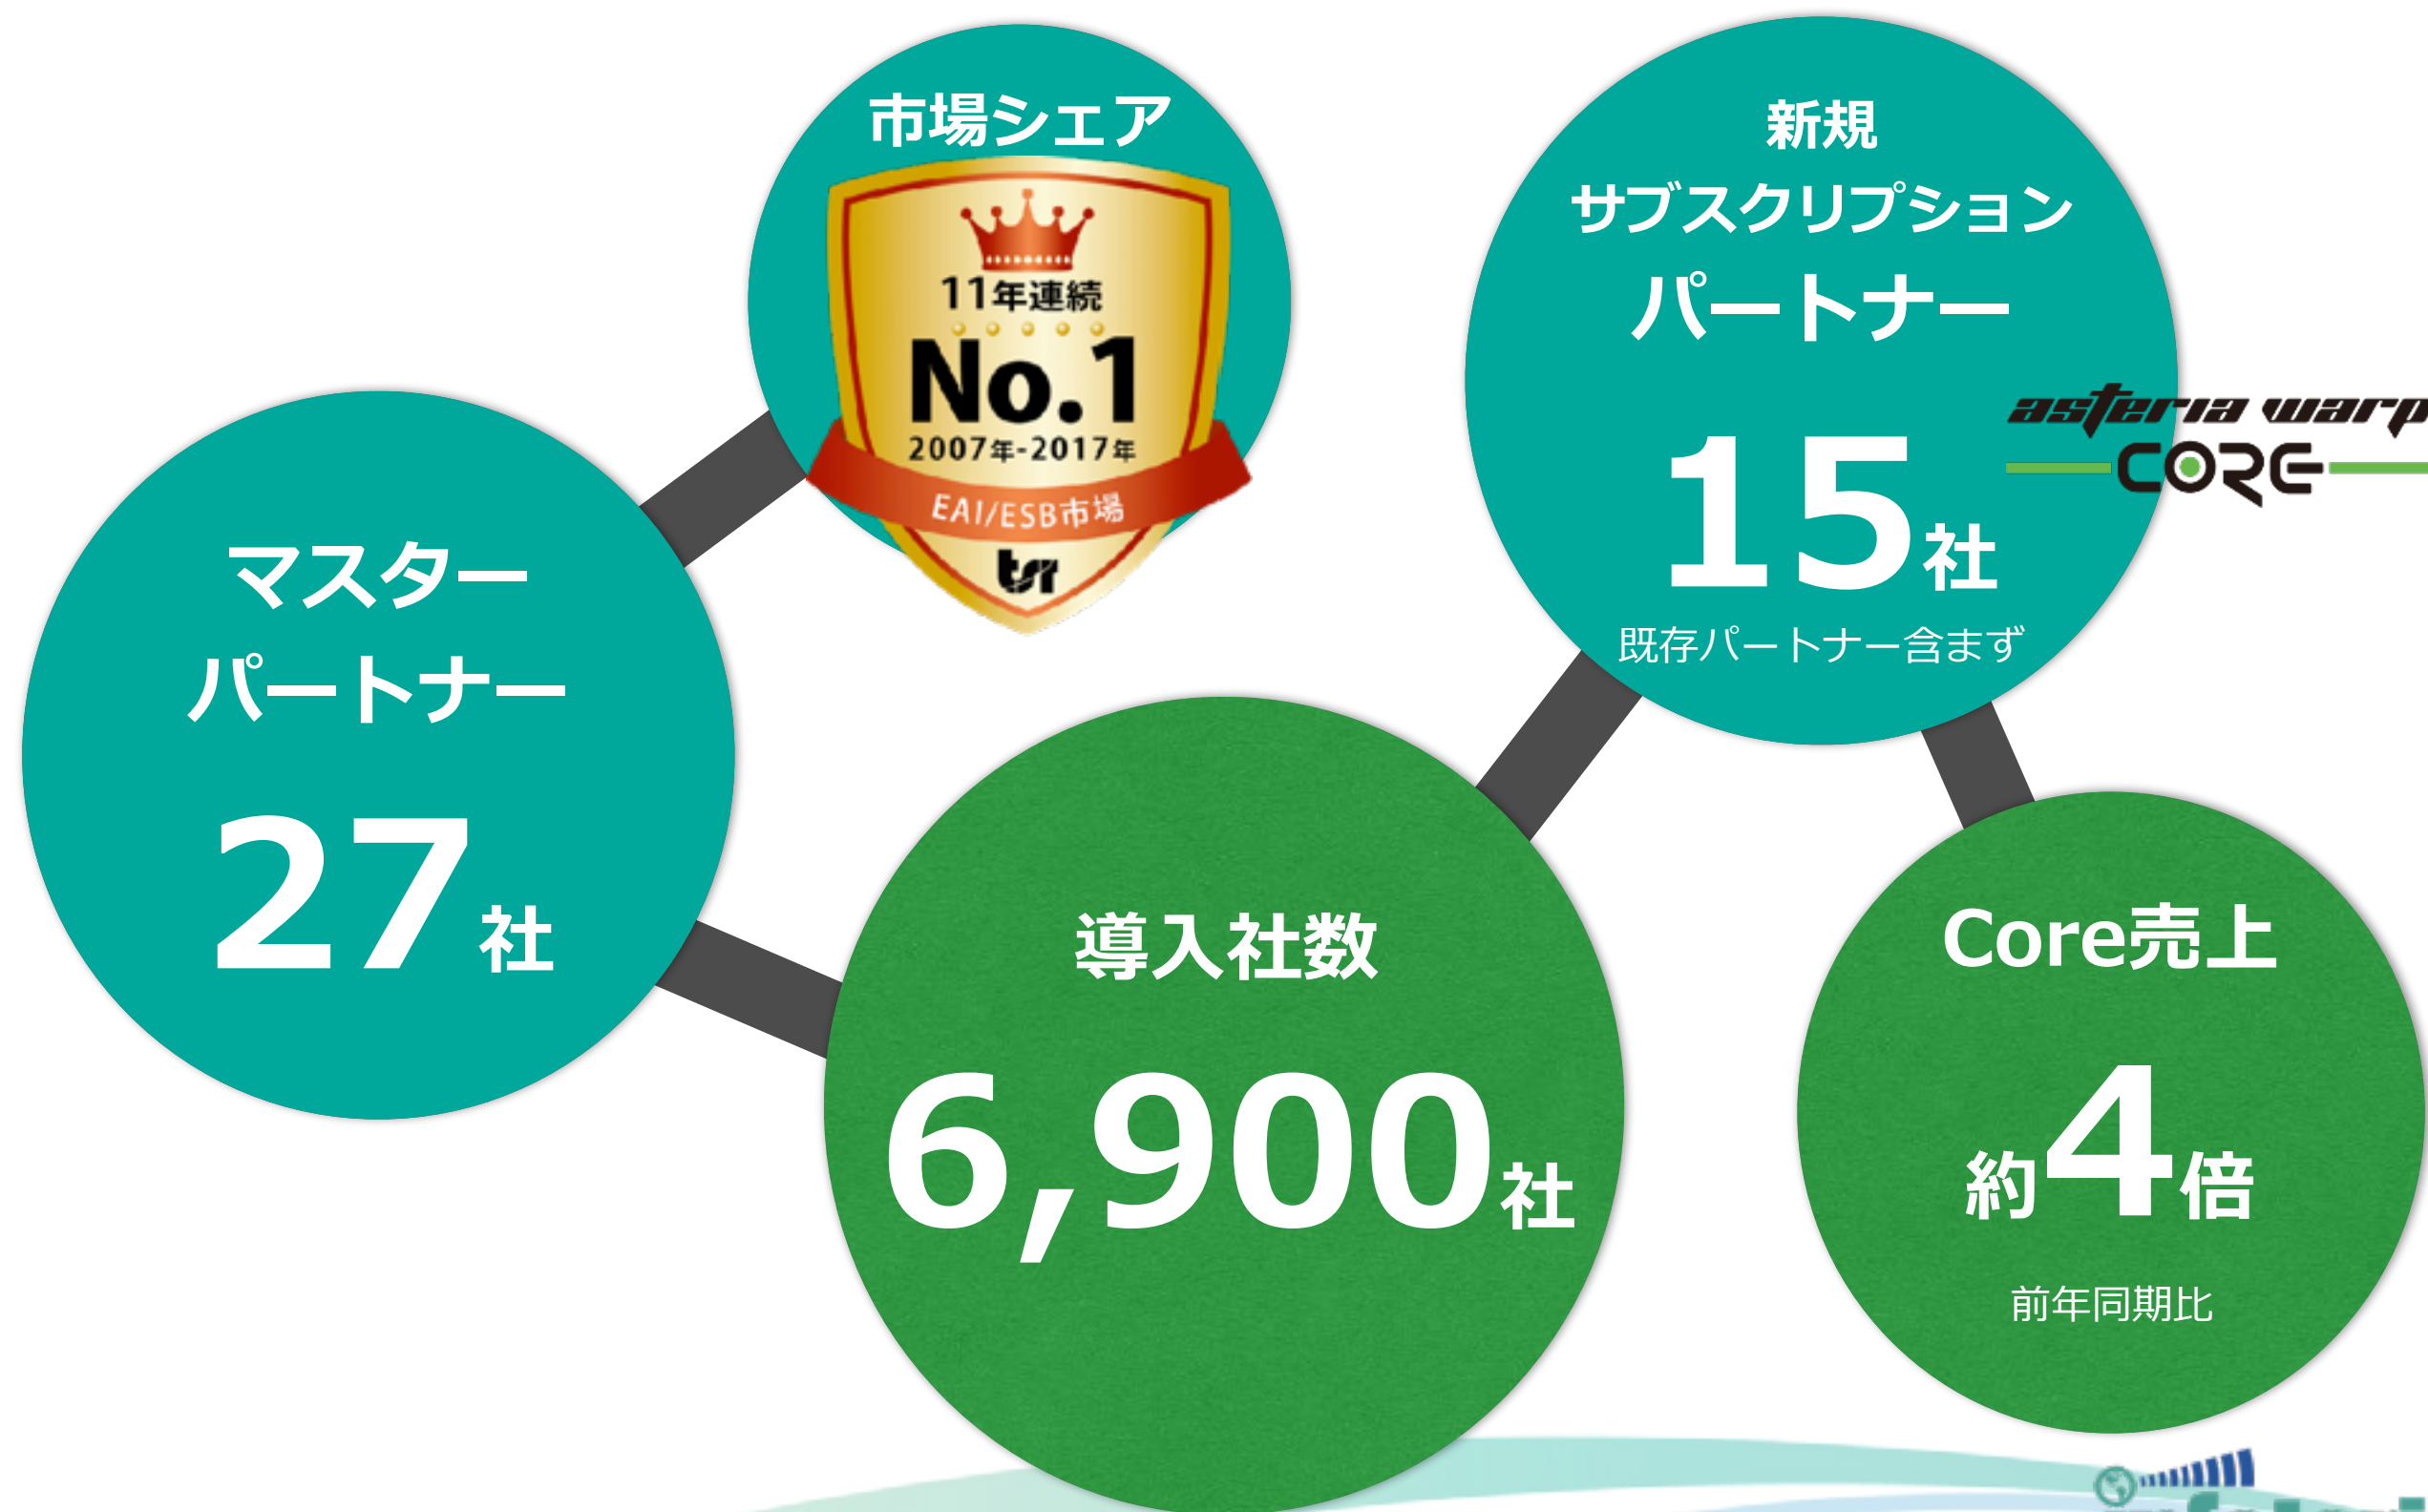 市場シェア
11年連続
No.1
2007年-2017年
EAI/ESB市場
tsr
新規
サブスクリプション
パートナー
15社
既存パートナー含まず
asteria warp
CORE
マスター
パートナー
27社
導入社数
6,900社
Core売上
約4倍
前年同期比